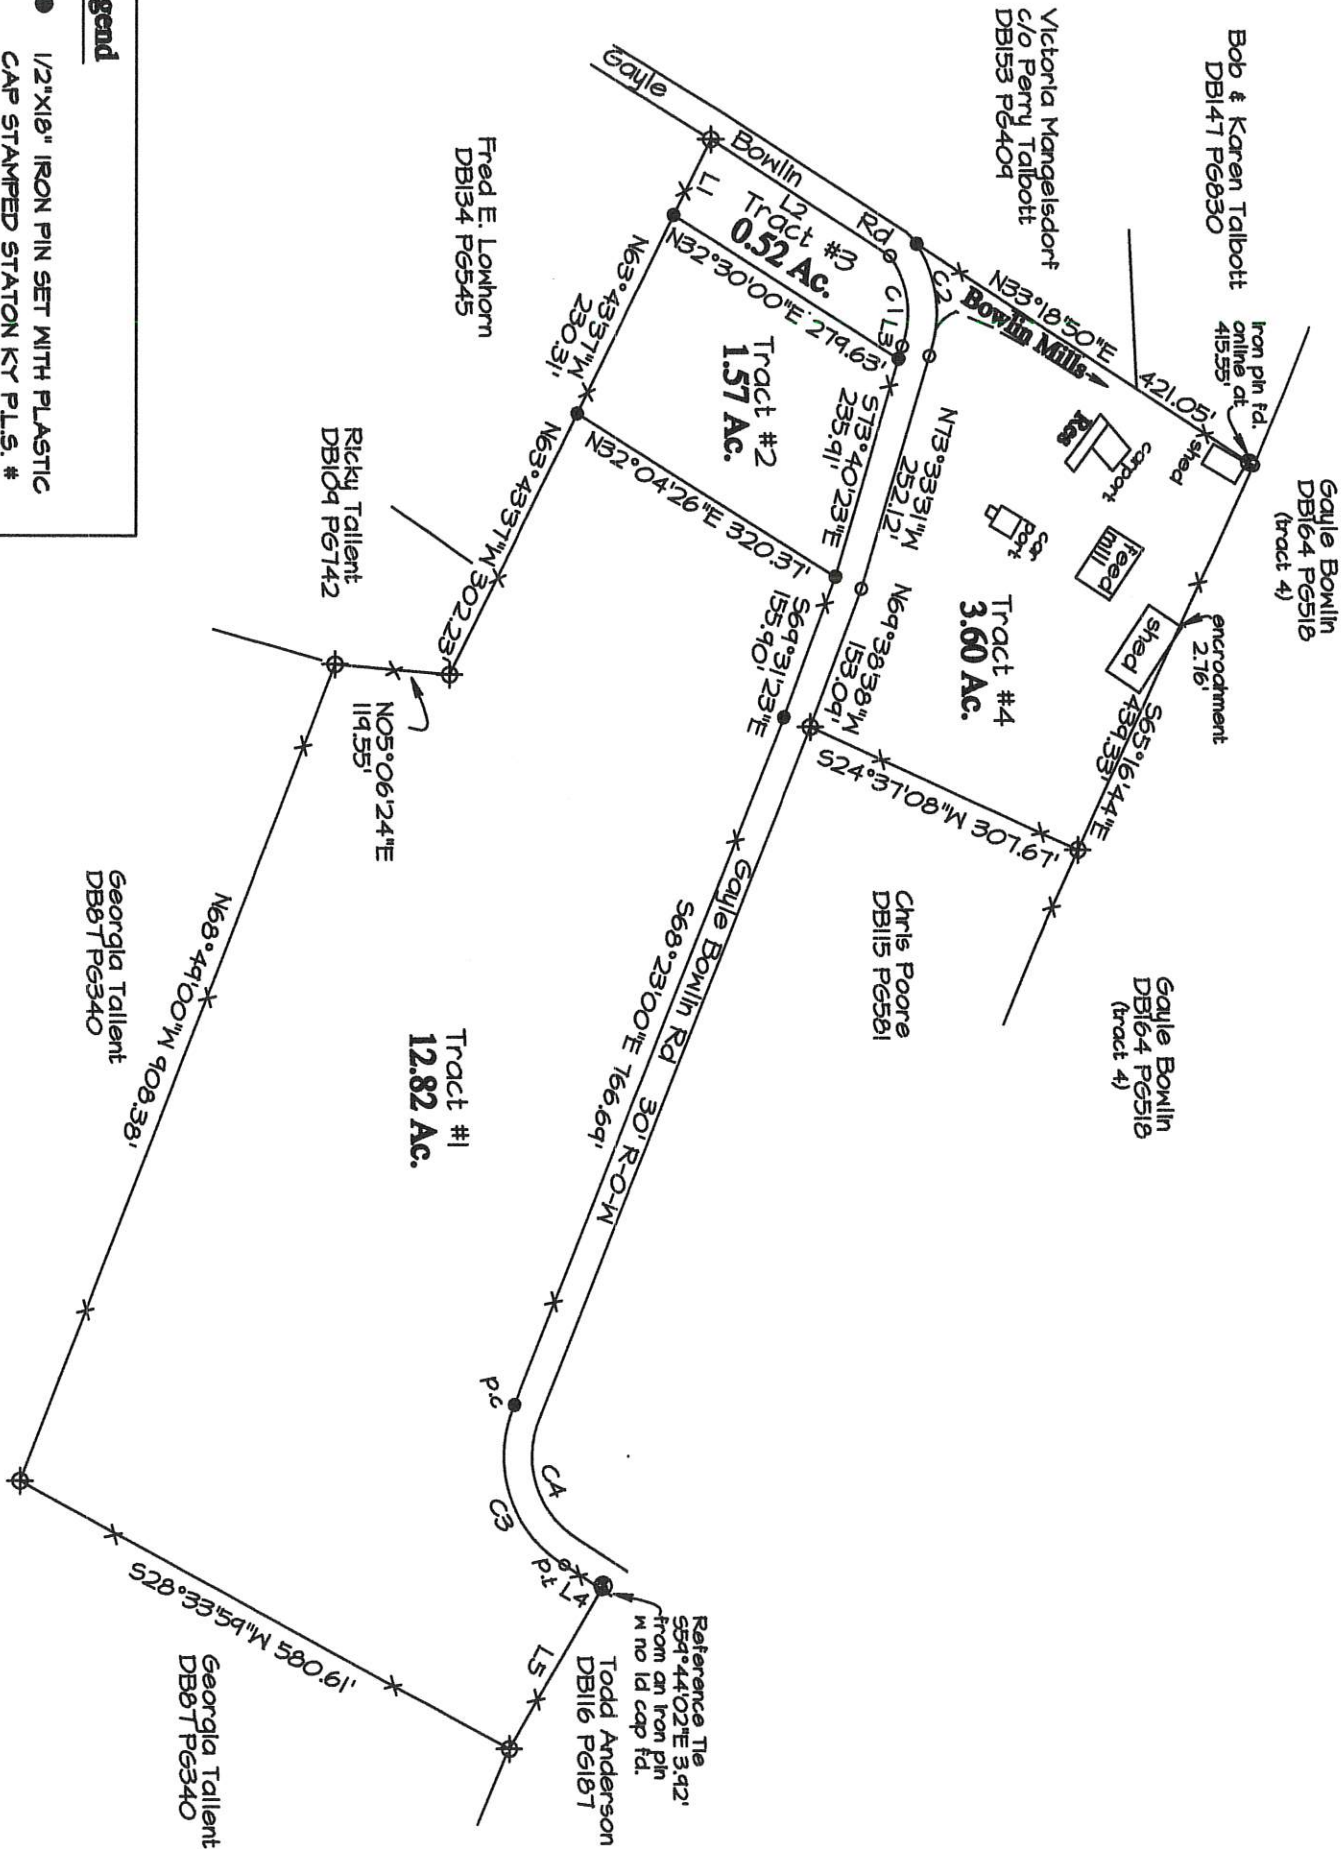 Gayle Bowlin
DB164 PG518
(tract 4)
Gayle Bowlin
DB164 PG518
(tract 4)
Bob & Karen Talbott
DB147 PG830
Iron pin fd.
online at
415.55'
encroachment
2.76'
shed
shed
S65°16'44"E
439.33'
Victoria Mangelsdorf
c/o Perry Talbott
DB153 PG409
N33°18'50"E
421.05'
Bowlin Mills
Res
carport
car
port
Feed
mill
Tract #4
3.60 Ac.
S24°37'08"W 307.67'
Chris Poore
DB115 PG581
C2
N73°33'31"W
252.12'
N69°38'38"W
153.09'
Gayle
Bowlin
Rd
L2
Tract #3
0.52 Ac.
C1
L3
L1
N32°30'00"E 279.63'
S73°40'23"E
235.91'
S69°31'23"E
155.90'
Tract #2
1.57 Ac.
N32°04'26"E 320.37'
Gayle Bowlin Rd
30' R-O-W
S68°23'00"E 766.69'
Reference Tie
S59°44'02"E 3.92'
from an iron pin
w no id cap fd.
Todd Anderson
DB116 PG187
C4
C3
p.c
p.t
L4
L5
Fred E. Lawhorn
DB134 PG545
N63°43'37"W
230.31'
N63°43'37"W 302.23'
Ricky Tallent
DB109 PG742
N05°06'24"E
119.55'
Tract #1
12.82 Ac.
N68°49'00"W 908.38'
Georgia Tallent
DB87 PG340
S28°33'59"W 580.61'
Georgia Tallent
DB87 PG340
gend
1/2"X18" IRON PIN SET WITH PLASTIC
CAP STAMPED STATON KY P.L.S. #